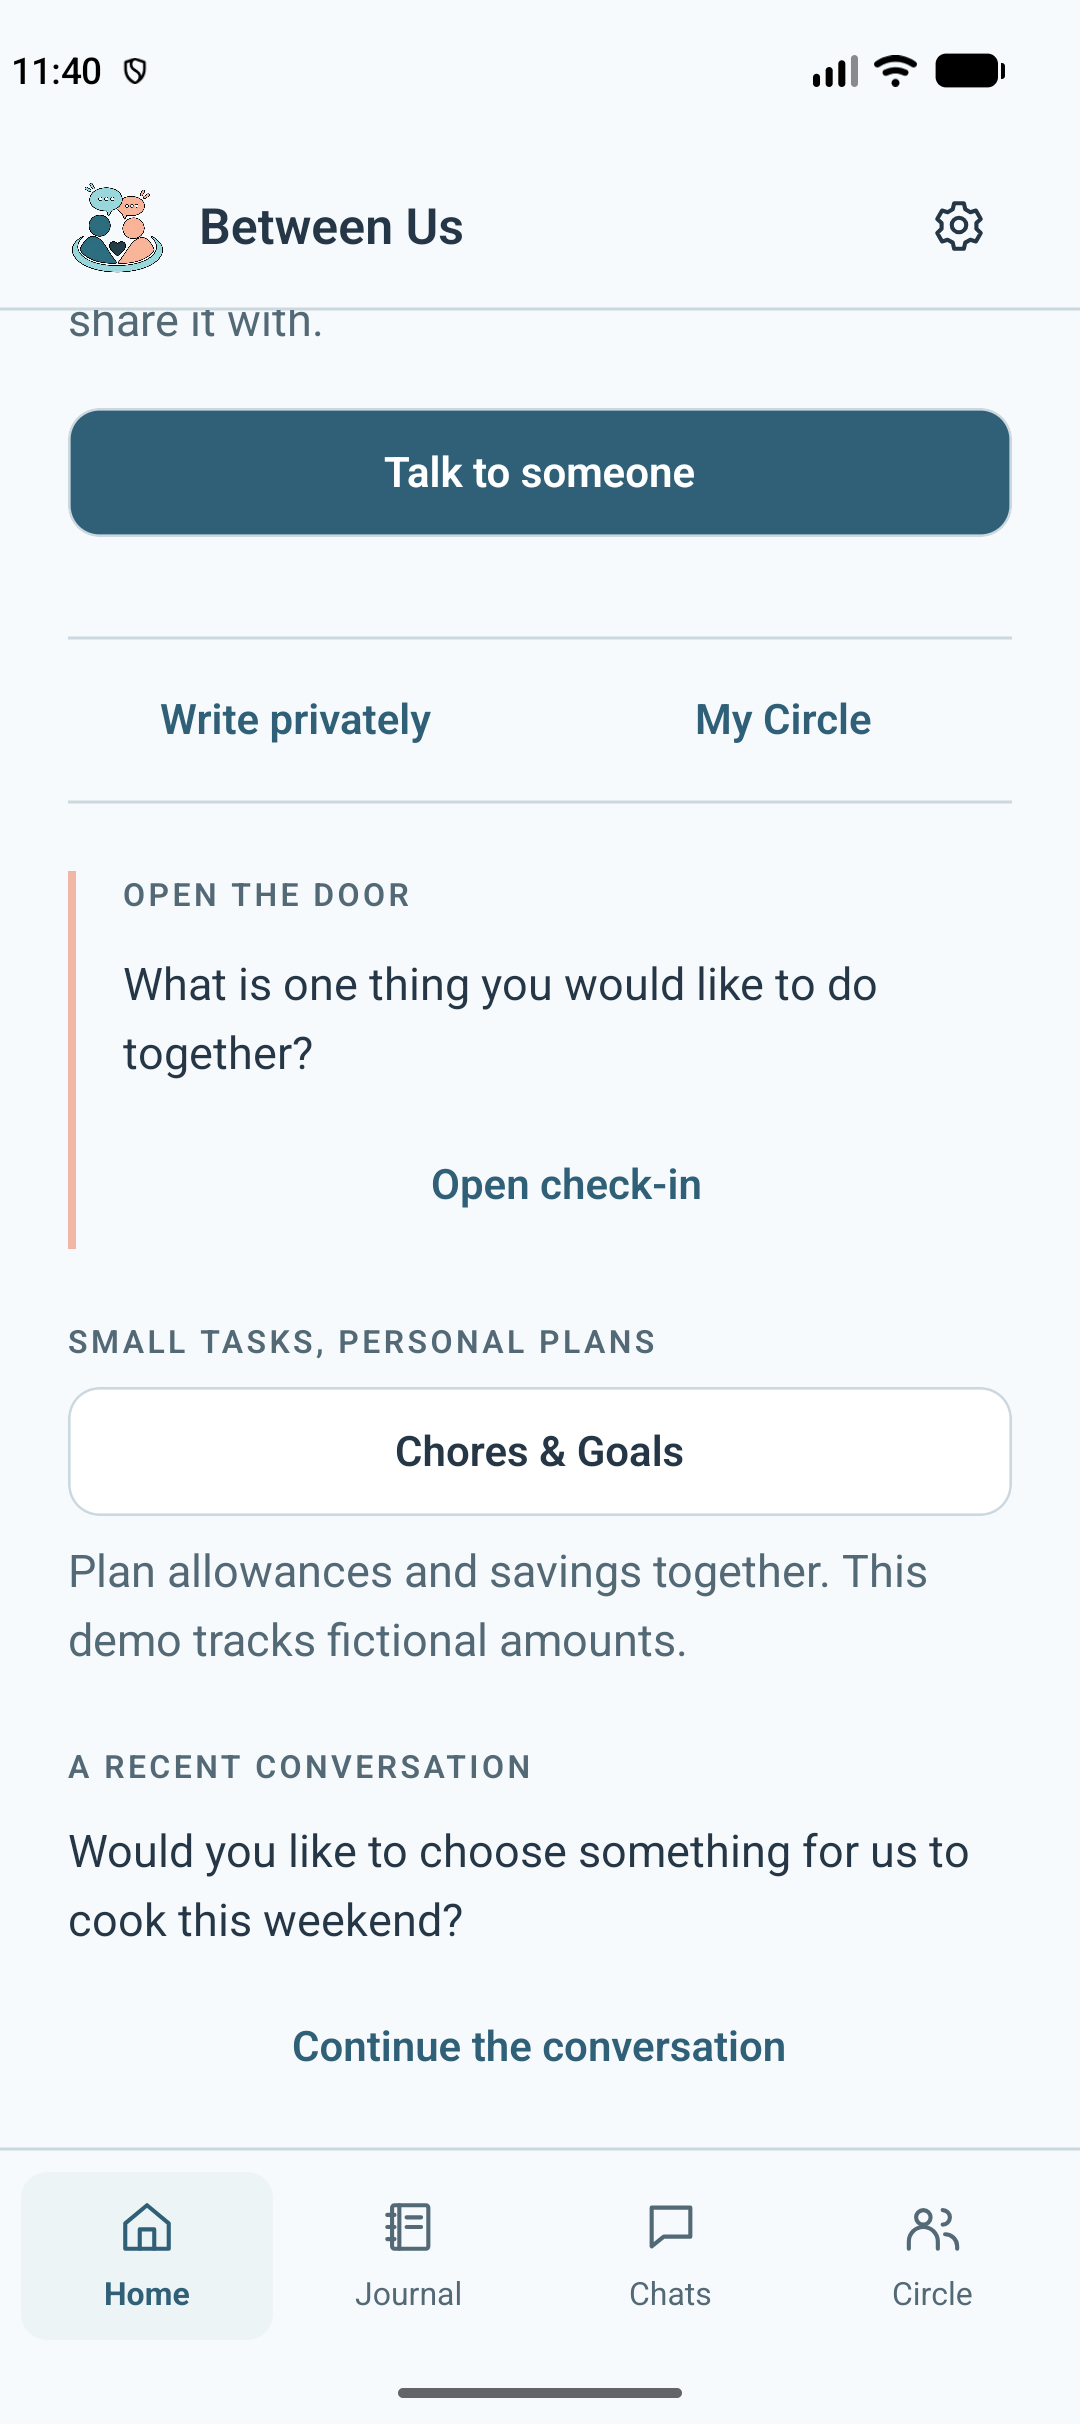 11:40
Between Us
share it with.
Talk to someone
Write privately
My Circle
OPEN THE DOOR
What is one thing you would like to do
together?
Open check-in
SMALL TASKS, PERSONAL PLANS
Chores & Goals
Plan allowances and savings together. This
demo tracks fictional amounts.
A RECENT CONVERSATION
Would you like to choose something for us to
cook this weekend?
Continue the conversation
Home
Journal
Chats
Circle